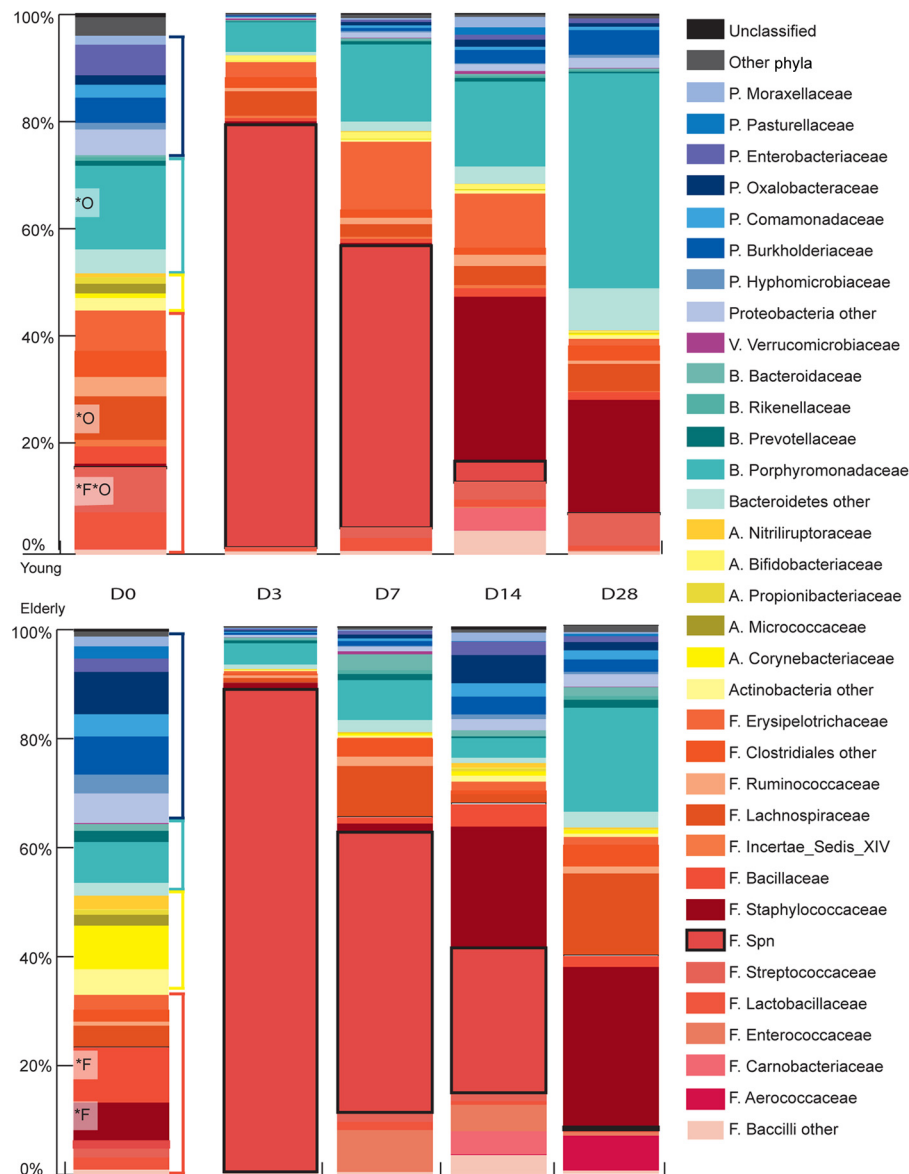 100%
80%
60%
40%
20%
0%
Young
*O
*O
*F*O
D0
D3
D7
D14
D28
Elderly
100%
80%
60%
40%
20%
0%
*F
*F
Unclassified
Other phyla
P. Moraxellaceae
P. Pasturellaceae
P. Enterobacteriaceae
P. Oxalobacteraceae
P. Comamonadaceae
P. Burkholderiaceae
P. Hyphomicrobiaceae
Proteobacteria other
V. Verrucomicrobiaceae
B. Bacteroidaceae
B. Rikenellaceae
B. Prevotellaceae
B. Porphyromonadaceae
Bacteroidetes other
A. Nitriliruptoraceae
A. Bifidobacteriaceae
A. Propionibacteriaceae
A. Micrococcaceae
A. Corynebacteriaceae
Actinobacteria other
F. Erysipelotrichaceae
F. Clostridiales other
F. Ruminococcaceae
F. Lachnospiraceae
F. Incertae_Sedis_XIV
F. Bacillaceae
F. Staphylococcaceae
F. Spn
F. Streptococcaceae
F. Lactobacillaceae
F. Enterococcaceae
F. Carnobacteriaceae
F. Aerococcaceae
F. Baccilli other